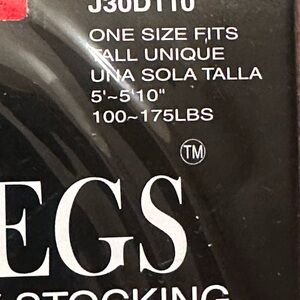 J30D110
ONE SIZE FITS
TALL UNIQUE
UNA SOLA TALLA
5'~5'10"
100~175LBS
TM
EGS
STOCKING